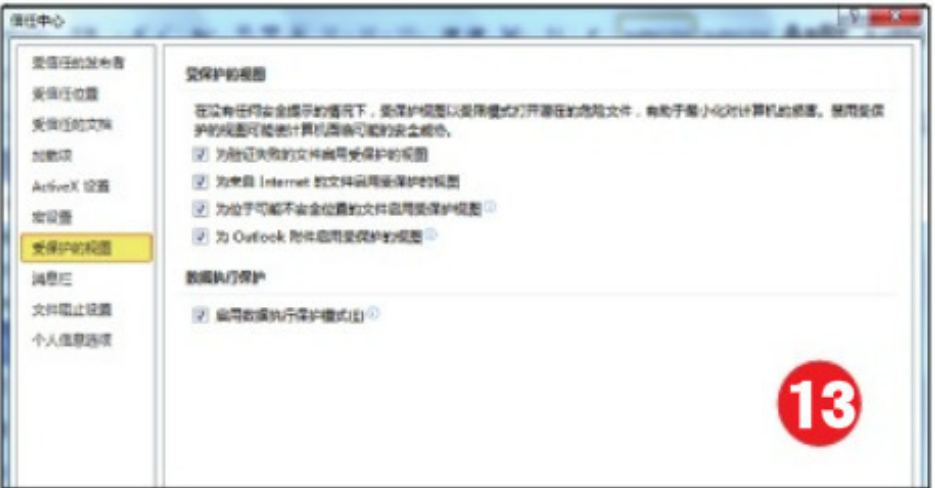 信任中心
受信任的发布者
受信任位置
受信任的文档
加载项
ActiveX 设置
宏设置
受保护的视图
消息栏
文件阻止设置
个人信息选项
受保护的视图
在没有任何安全提示的情况下，受保护视图以受限模式打开潜在的危险文件，有助于最小化对计算机的损害。禁用受保
护的视图可能使计算机面临可能的安全威胁。
为验证失败的文件启用受保护的视图
为来自 Internet 的文件启用受保护的视图
为位于可能不安全位置的文件启用受保护视图
为 Outlook 附件启用受保护的视图
数据执行保护
启用数据执行保护模式(E)
13